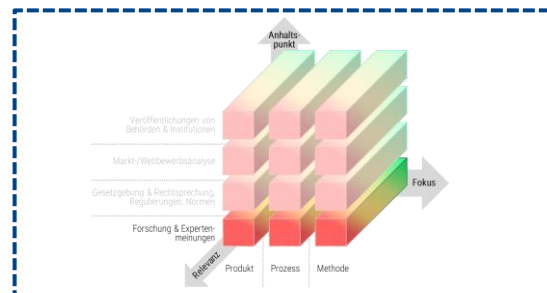 Anhalts-
punkt
Veröffentlichungen von
Behörden & Institutionen
Markt-/Wettbewerbsanalyse
Gesetzgebung & Rechtsprechung,
Regulierungen, Normen
Fokus
Forschung & Experten-
meinungen
Relevanz
Produkt
Prozess
Methode